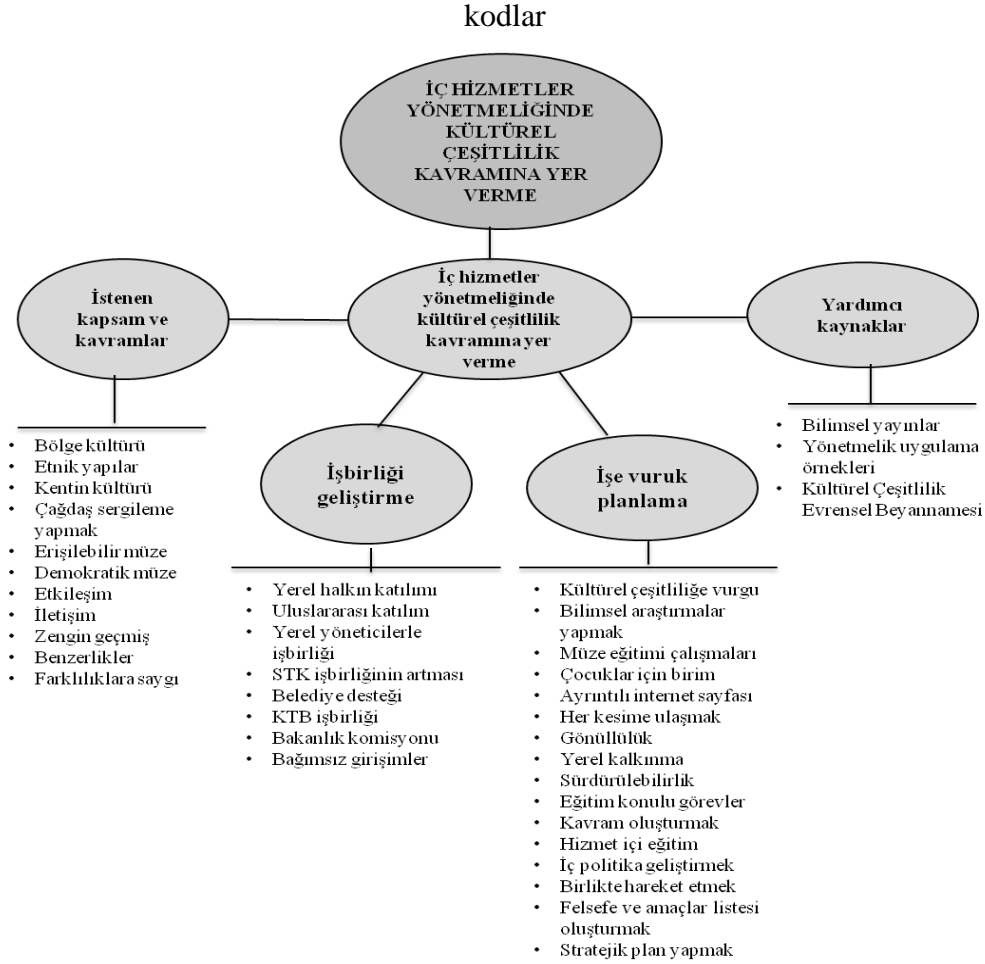 kodlar
İÇ HİZMETLER
YÖNETMELİĞİNDE
KÜLTÜREL
ÇEŞİTLİLİK
KAVRAMINA YER
VERME
İstenen
kapsam ve
kavramlar
İç hizmetler
yönetmeliğinde
kültürel çeşitlilik
kavramına yer
verme
Yardımcı
kaynaklar
• Bölge kültürü
• Etnik yapılar
• Kentin kültürü
• Çağdaş sergileme
yapmak
• Erişilebilir müze
• Demokratik müze
• Etkileşim
• İletişim
• Zengin geçmiş
• Benzerlikler
• Farklılıklara saygı
İşbirliği
geliştirme
• Yerel halkın katılımı
• Uluslararası katılım
• Yerel yöneticilerle
işbirliği
• STK işbirliğinin artması
• Belediye desteği
• KTB işbirliği
• Bakanlık komisyonu
• Bağımsız girişimler
İşe vuruk
planlama
• Kültürel çeşitliliğe vurgu
• Bilimsel araştırmalar
yapmak
• Müze eğitimi çalışmaları
• Çocuklar için birim
• Ayrıntılı internet sayfası
• Her kesime ulaşmak
• Gönüllülük
• Yerel kalkınma
• Sürdürülebilirlik
• Eğitim konulu görevler
• Kavram oluşturmak
• Hizmet içi eğitim
• İç politika geliştirmek
• Birlikte hareket etmek
• Felsefe ve amaçlar listesi
oluşturmak
• Stratejik plan yapmak
• Bilimsel yayınlar
• Yönetmelik uygulama
örnekleri
• Kültürel Çeşitlilik
Evrensel Beyannamesi